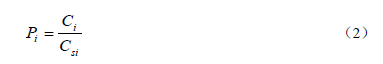 P_i = C_i / C_si （2）